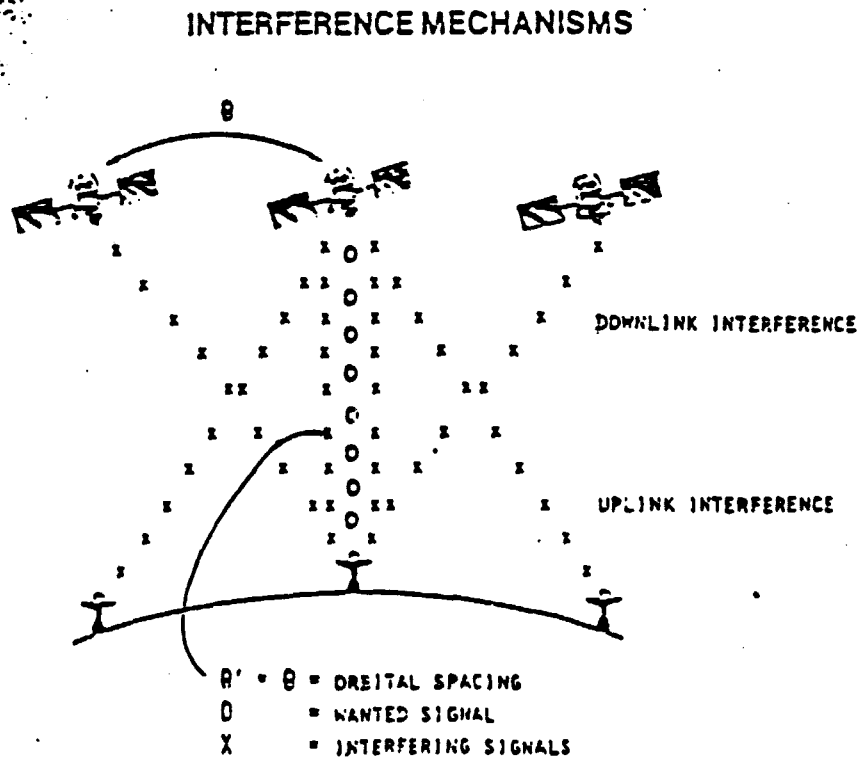 INTERFERENCE MECHANISMS
θ
DOWNLINK INTERFERENCE
UPLINK INTERFERENCE
θ' = θ = ORBITAL SPACING
O = WANTED SIGNAL
X = INTERFERING SIGNALS